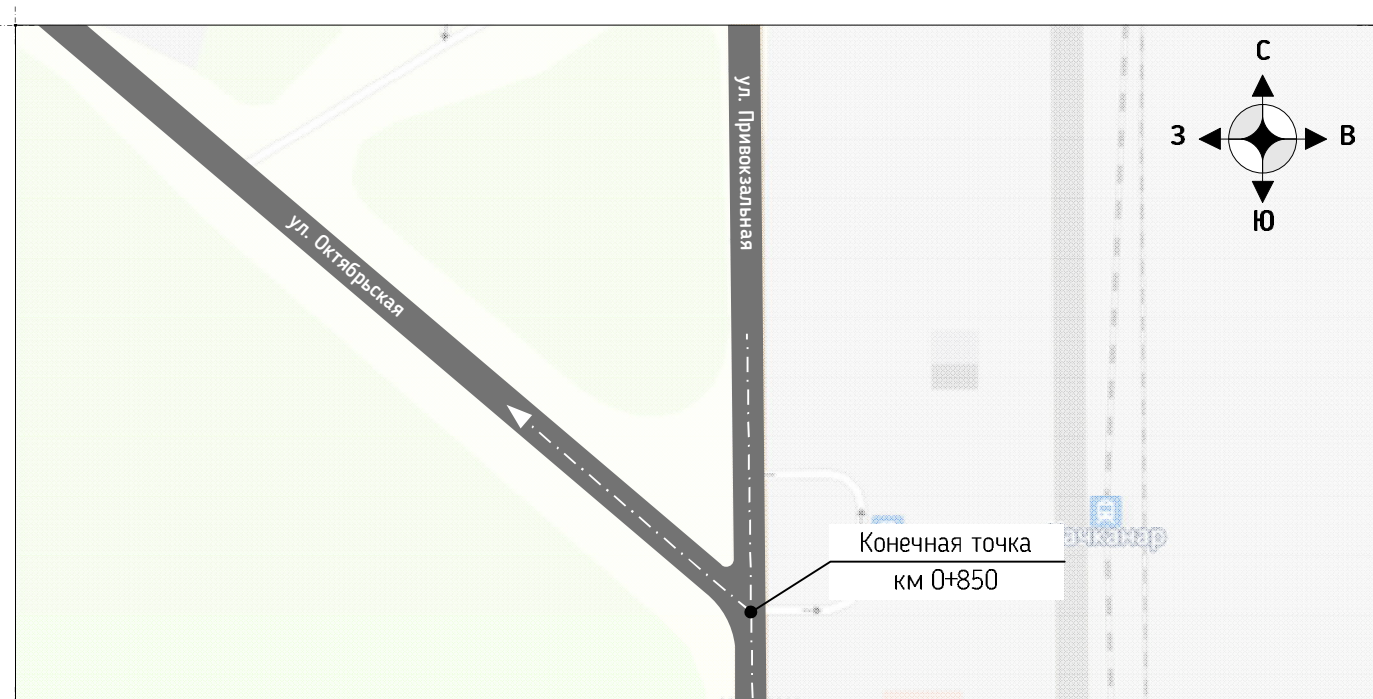 С
З
В
Ю
ул. Привокзальная
ул. Октябрьская
Конечная точка
км 0+850